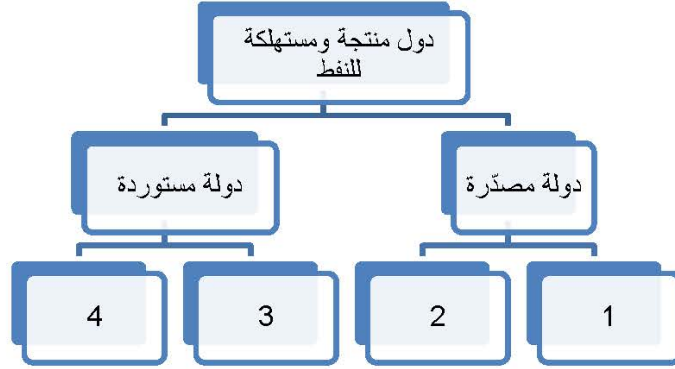 دول منتجة ومستهلكة
للنفط
دولة مصدّرة
دولة مستوردة
1
2
3
4